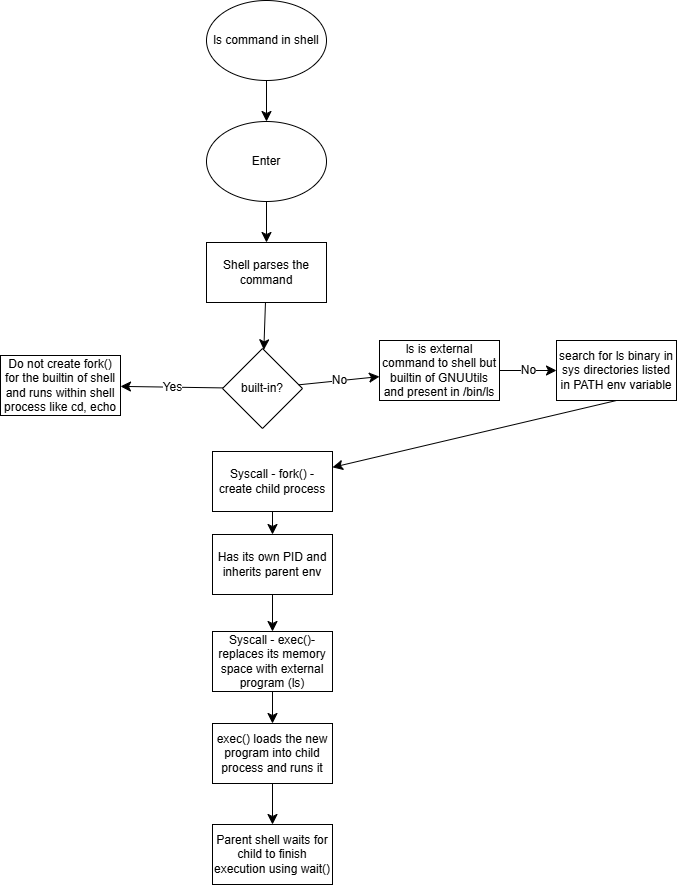 ls command in shell
Enter
Shell parses the
command
built-in?
Yes
Do not create fork()
for the builtin of shell
and runs within shell
process like cd, echo
No
ls is external
command to shell but
builtin of GNUUtils
and present in /bin/ls
No
search for ls binary in
sys directories listed
in PATH env variable
Syscall - fork() -
create child process
Has its own PID and
inherits parent env
Syscall - exec()-
replaces its memory
space with external
program (ls)
exec() loads the new
program into child
process and runs it
Parent shell waits for
child to finish
execution using wait()